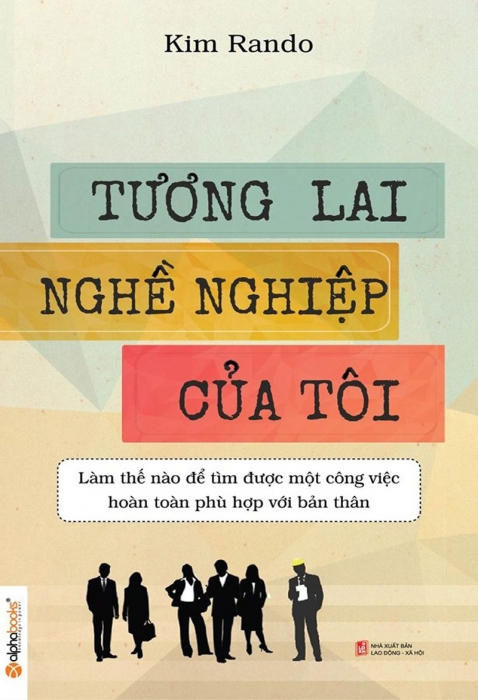 Kim Rando
TƯƠNG LAI
NGHỀ NGHIỆP
CỦA TÔI
Làm thế nào để tìm được một công việc
hoàn toàn phù hợp với bản thân
alphabooks®
NHÀ XUẤT BẢN
LAO ĐỘNG - XÃ HỘI